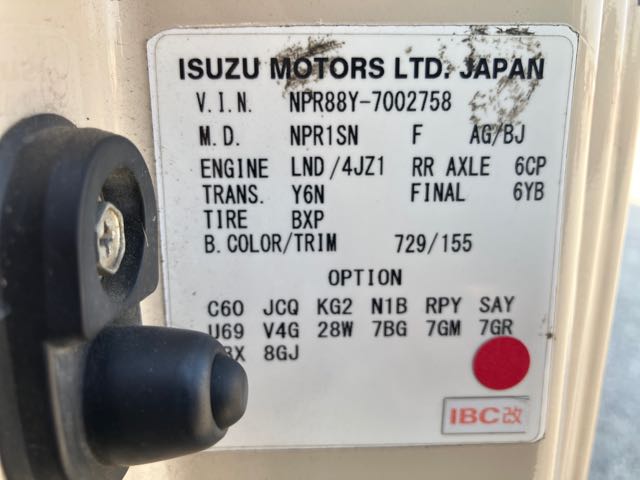 ISUZU MOTORS LTD. JAPAN
V.I.N. NPR88Y-7002758
M.D. NPR1SN F AG/BJ
ENGINE LND/4JZ1 RR AXLE 6CP
TRANS. Y6N FINAL 6YB
TIRE BXP
B.COLOR/TRIM 729/155
OPTION
C60 JCQ KG2 N1B RPY SAY
U69 V4G 28W 7BG 7GM 7GR
8GJ
IBC改